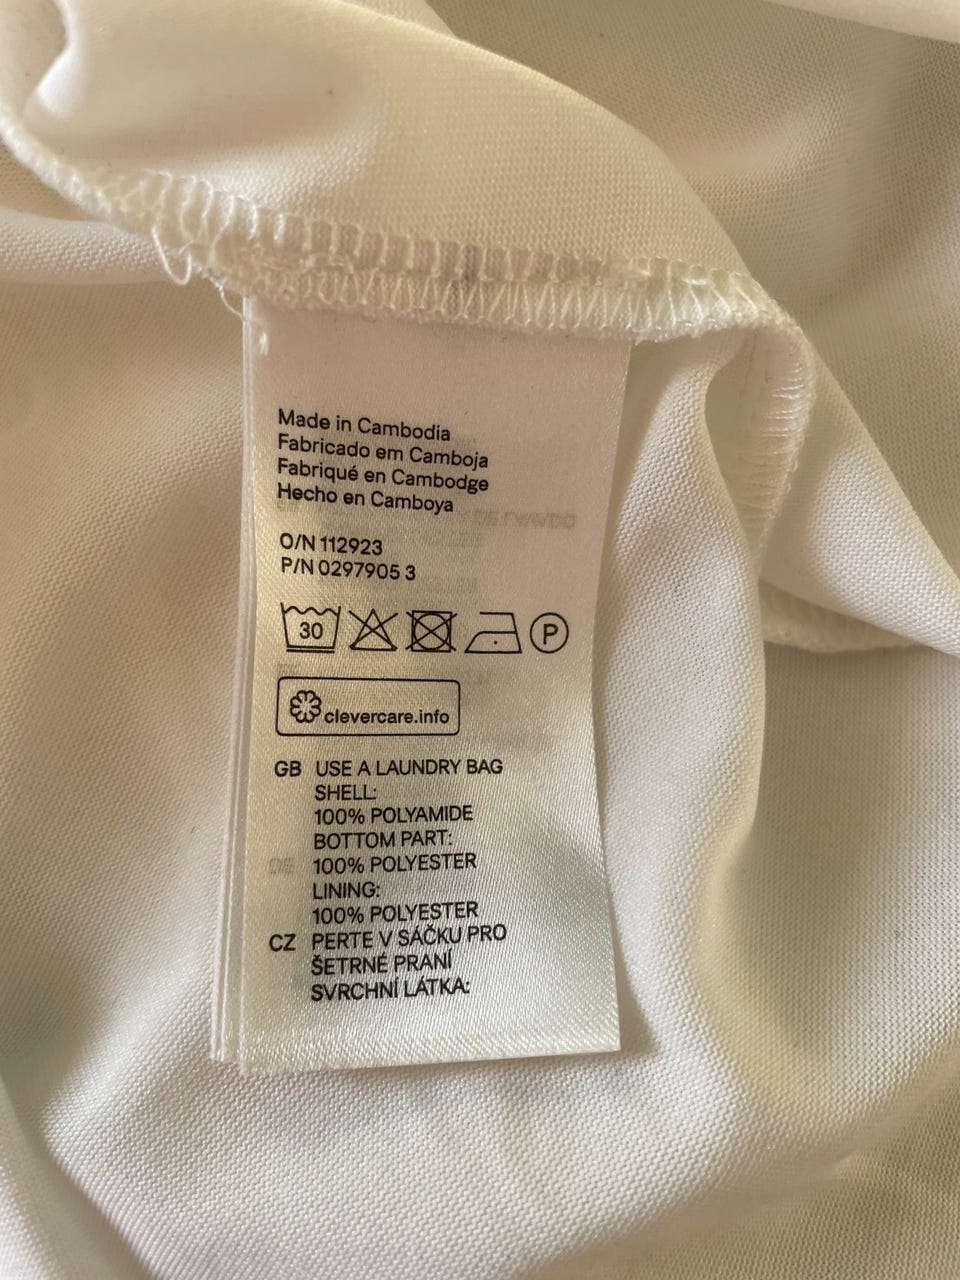 Made in Cambodia
Fabricado em Camboja
Fabriqué en Cambodge
Hecho en Camboya
O/N 112923
P/N 0297905 3
30 P
clevercare.info
GB USE A LAUNDRY BAG
SHELL:
100% POLYAMIDE
BOTTOM PART:
100% POLYESTER
LINING:
100% POLYESTER
CZ PERTE V SÁČKU PRO
ŠETRNÉ PRANÍ
SVRCHNÍ LÁTKA: